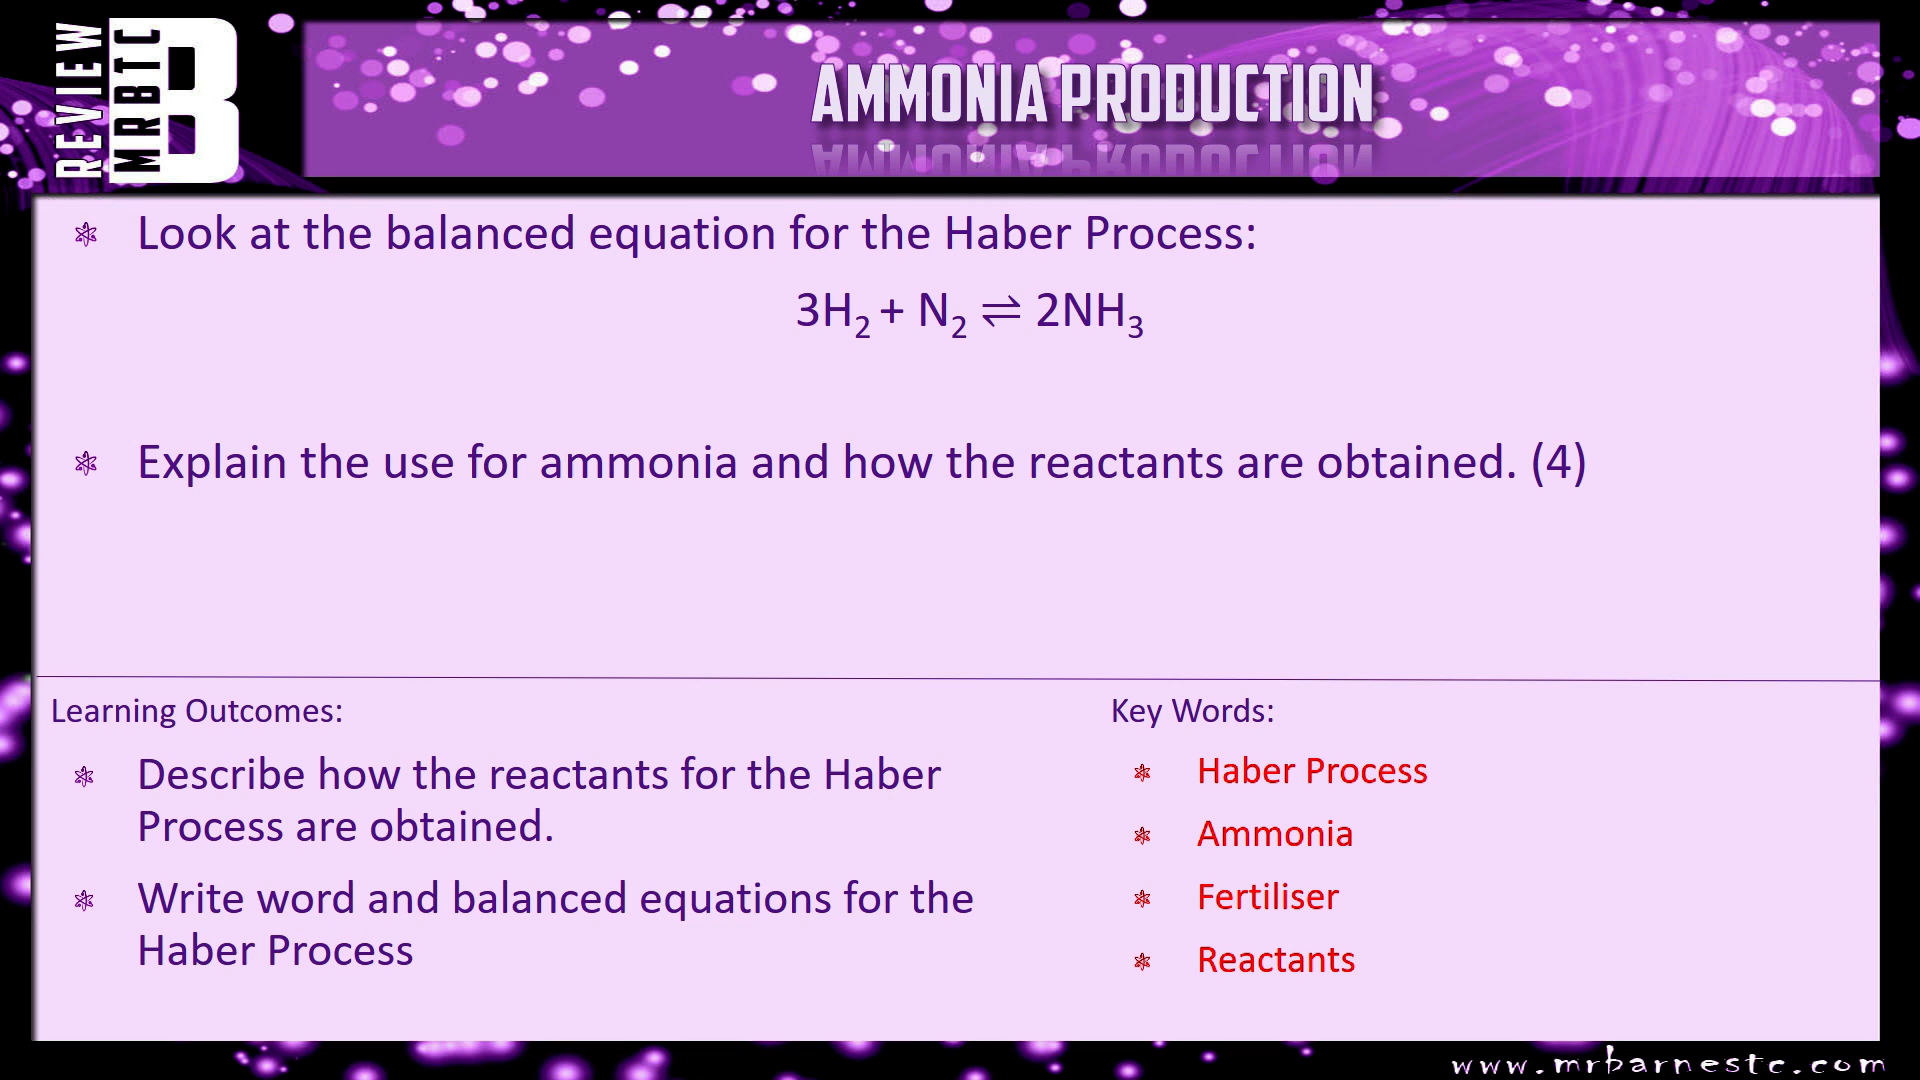 REVIEW
MRBTC
B
AMMONIA PRODUCTION
Look at the balanced equation for the Haber Process:
3H₂ + N₂ ⇌ 2NH₃
Explain the use for ammonia and how the reactants are obtained. (4)
Learning Outcomes:
Describe how the reactants for the Haber
Process are obtained.
Write word and balanced equations for the
Haber Process
Key Words:
Haber Process
Ammonia
Fertiliser
Reactants
www.mrbarnestc.com